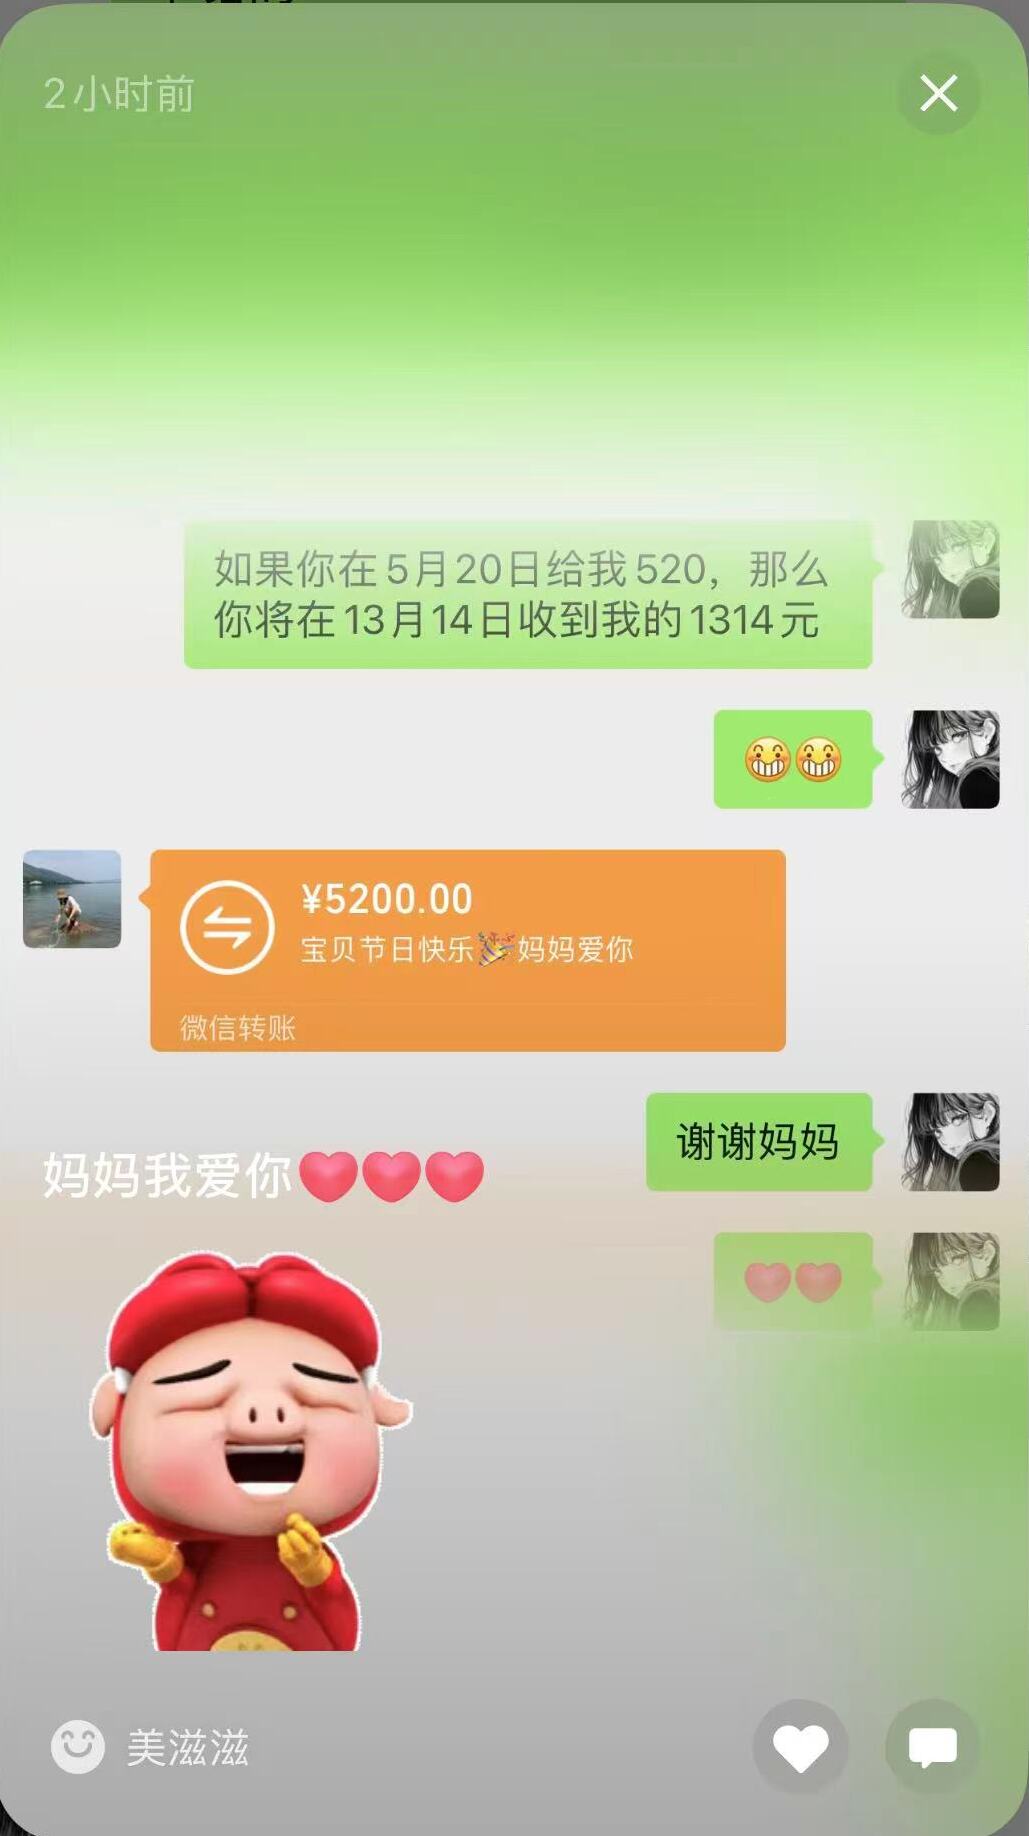 2小时前
如果你在5月20日给我520，那么
你将在13月14日收到我的1314元
¥5200.00
宝贝节日快乐🎉妈妈爱你
微信转账
谢谢妈妈
妈妈我爱你❤️❤️❤️
美滋滋